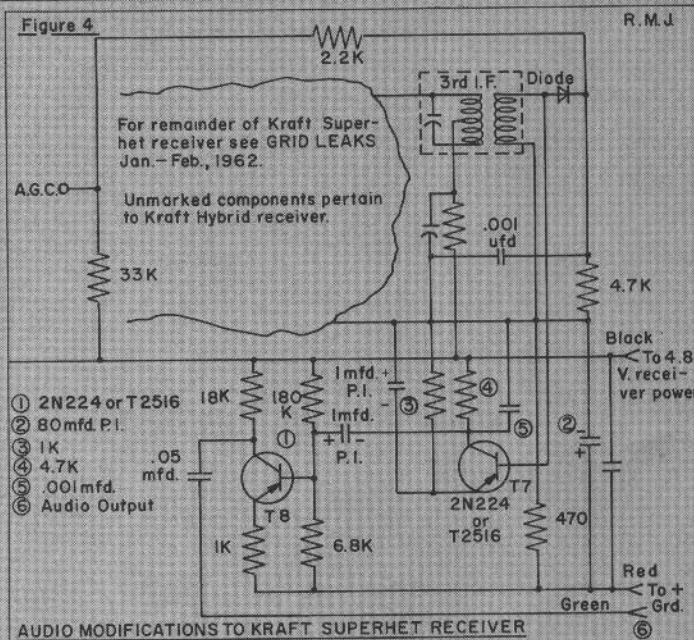 Figure 4
R.M.J.
2.2K
3rd I.F.
Diode
For remainder of Kraft Super-
het receiver see GRID LEAKS
Jan.-Feb., 1962.
Unmarked components pertain
to Kraft Hybrid receiver.
A.G.C.
.001
ufd
33K
4.7K
Black
To 4.8
V. recei-
ver power
① 2N224 or T2516
② 80mfd. P.I.
③ 1K
④ 4.7K
⑤ .001mfd.
⑥ Audio Output
18K
180
K
1mfd. +
P.I.
-
1mfd.
+ -
P.I.
①
③
④
⑤
② -
+
.05
mfd.
T8
T7
2N224
or
T2516
1K
6.8K
470
Red
To +
Green
Grd.
⑥
AUDIO MODIFICATIONS TO KRAFT SUPERHET RECEIVER